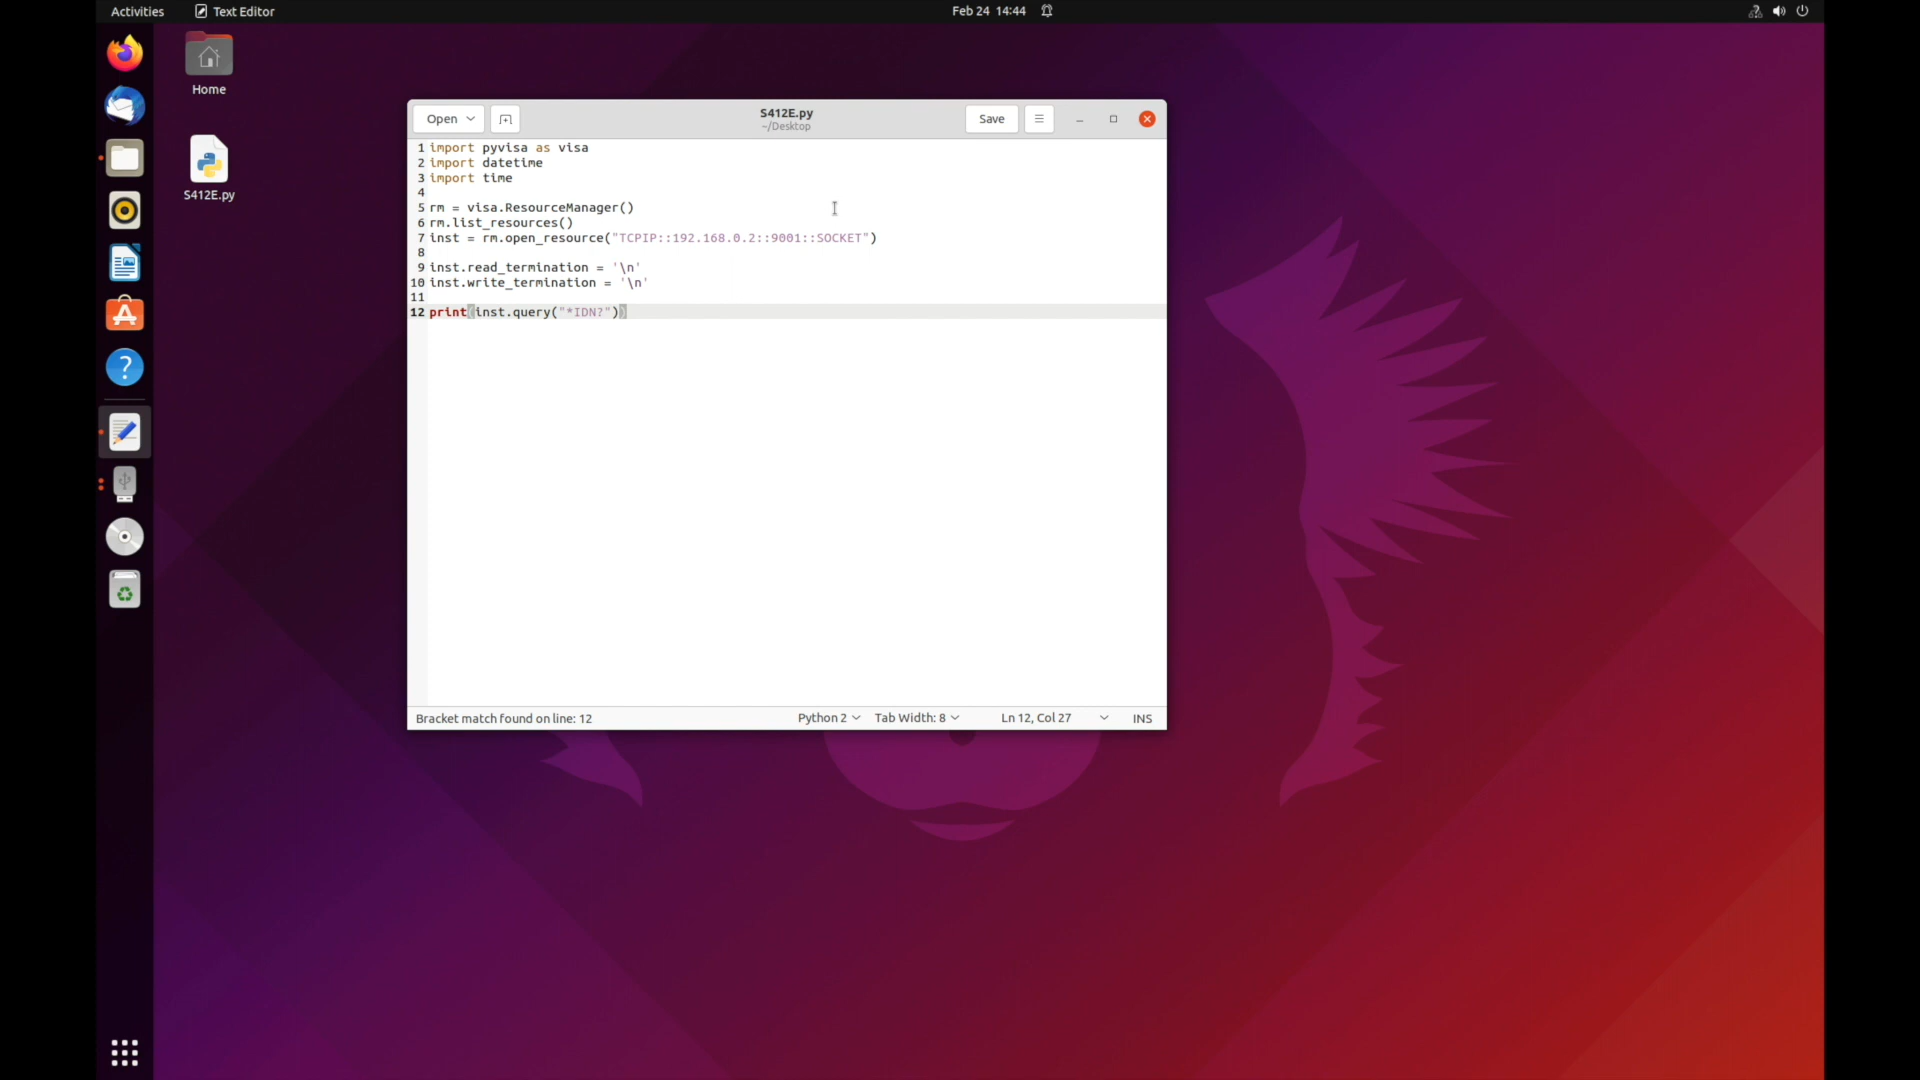 Activities
Text Editor
Feb 24 14:44
Home
S412E.py
Open
S412E.py
~/Desktop
Save
1 import pyvisa as visa
2 import datetime
3 import time
4
5 rm = visa.ResourceManager()
6 rm.list_resources()
7 inst = rm.open_resource("TCPIP::192.168.0.2::9001::SOCKET")
8
9 inst.read_termination = '\n'
10 inst.write_termination = '\n'
11
12 print(inst.query("*IDN?"))
Bracket match found on line: 12
Python 2
Tab Width: 8
Ln 12, Col 27
INS